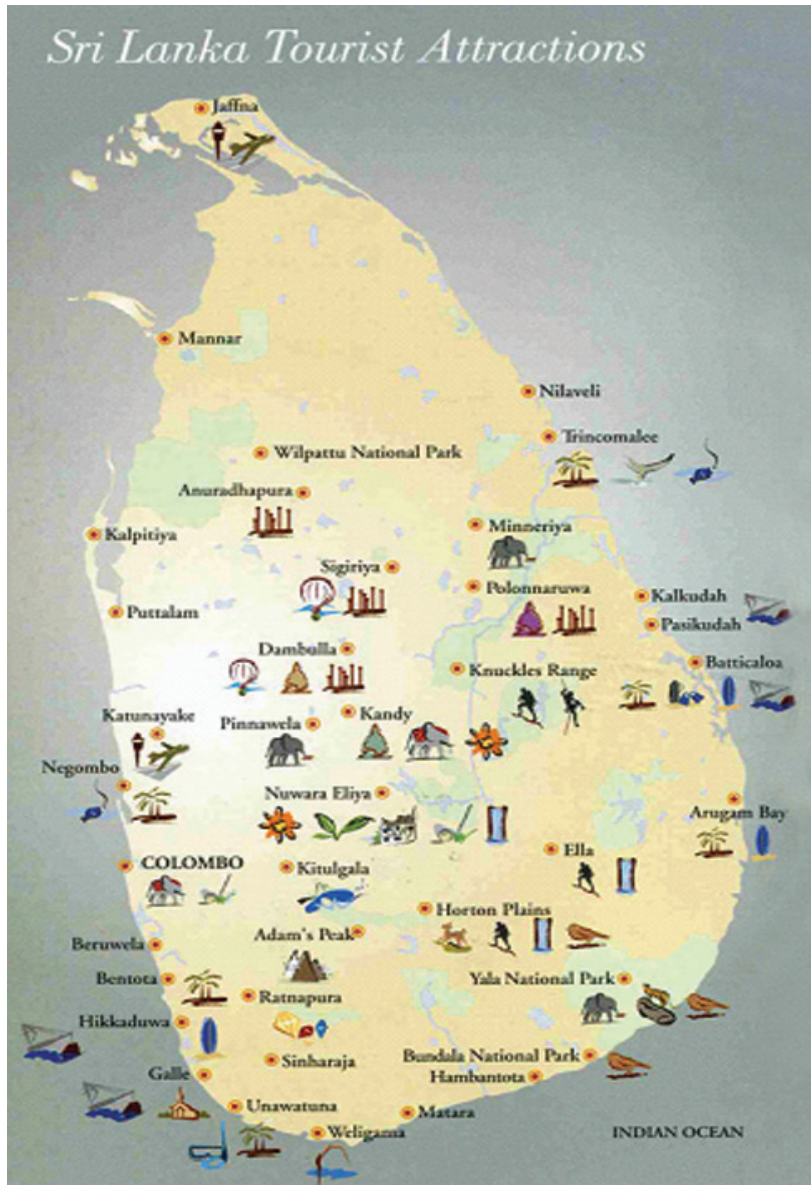 Sri Lanka Tourist Attractions
Jaffna
Mannar
Nilaveli
Trincomalee
Wilpattu National Park
Anuradhapura
Minneriya
Kalpitiya
Sigiriya
Polonnaruwa
Kalkudah
Puttalam
Pasikudah
Dambulla
Batticaloa
Knuckles Range
Katunayake
Pinnawela
Kandy
Negombo
Nuwara Eliya
Arugam Bay
Ella
COLOMBO
Kitulgala
Horton Plains
Adam's Peak
Beruwela
Bentota
Yala National Park
Ratnapura
Hikkaduwa
Sinharaja
Bundala National Park
Galle
Hambantota
Unawatuna
Matara
Weligama
INDIAN OCEAN